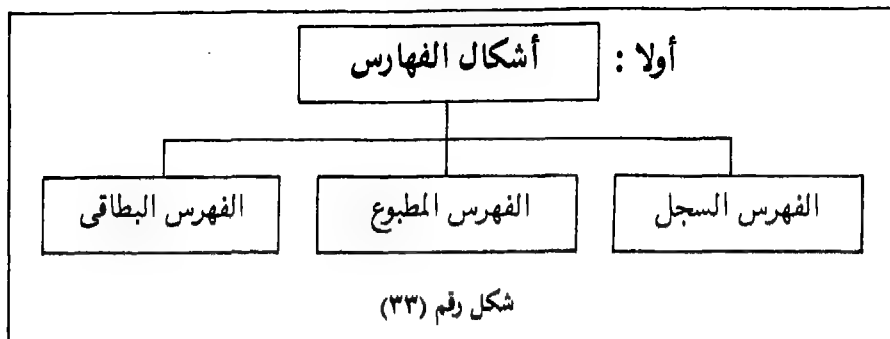 أولا : أشكال الفهارس
الفهرس السجل الفهرس المطبوع الفهرس البطاقى
شكل رقم (٣٣)